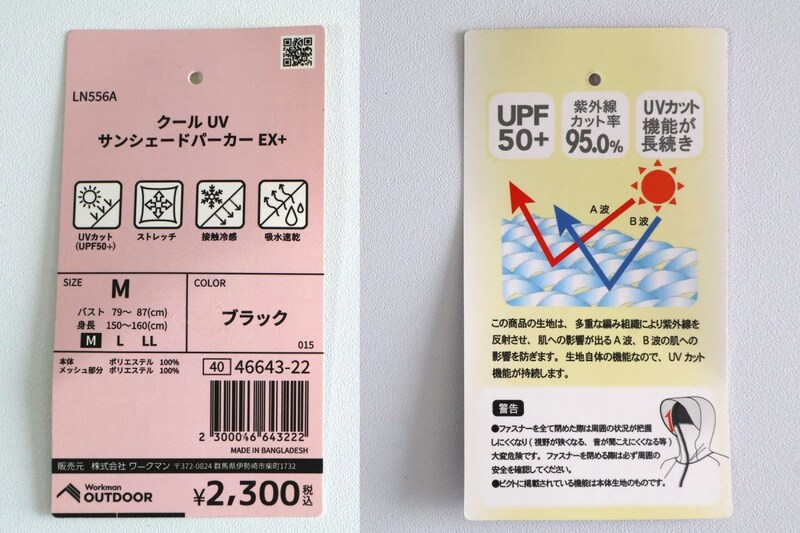 LN556A
クール UV
サンシェードパーカー EX+
UVカット
(UPF50+)
ストレッチ
接触冷感
吸水速乾
SIZE
M
バスト 79〜 87(cm)
身長 150〜160(cm)
M L LL
COLOR
ブラック
015
本体 ポリエステル 100%
メッシュ部分 ポリエステル 100%
40 46643-22
2 300046 643222
MADE IN BANGLADESH
販売元 株式会社 ワークマン 〒372-0824 群馬県伊勢崎市柴町1732
Workman
OUTDOOR
¥2,300税込
UPF
50+
紫外線
カット率
95.0%
UVカット
機能が
長続き
A 波
B 波
この商品の生地は、多重な編み組織により紫外線を
反射させ、肌への影響が出る A 波、B 波の肌への
影響を防ぎます。生地自体の機能なので、UV カット
機能が持続します。
警告
●ファスナーを全て閉めた際は周囲の状況が把握
しにくくなり(視野が狭くなる、音が聞こえにくくなる等)
大変危険です。ファスナーを閉める際は必ず周囲の
安全を確認してください。
●ピクトに掲載されている機能は本体生地のものです。